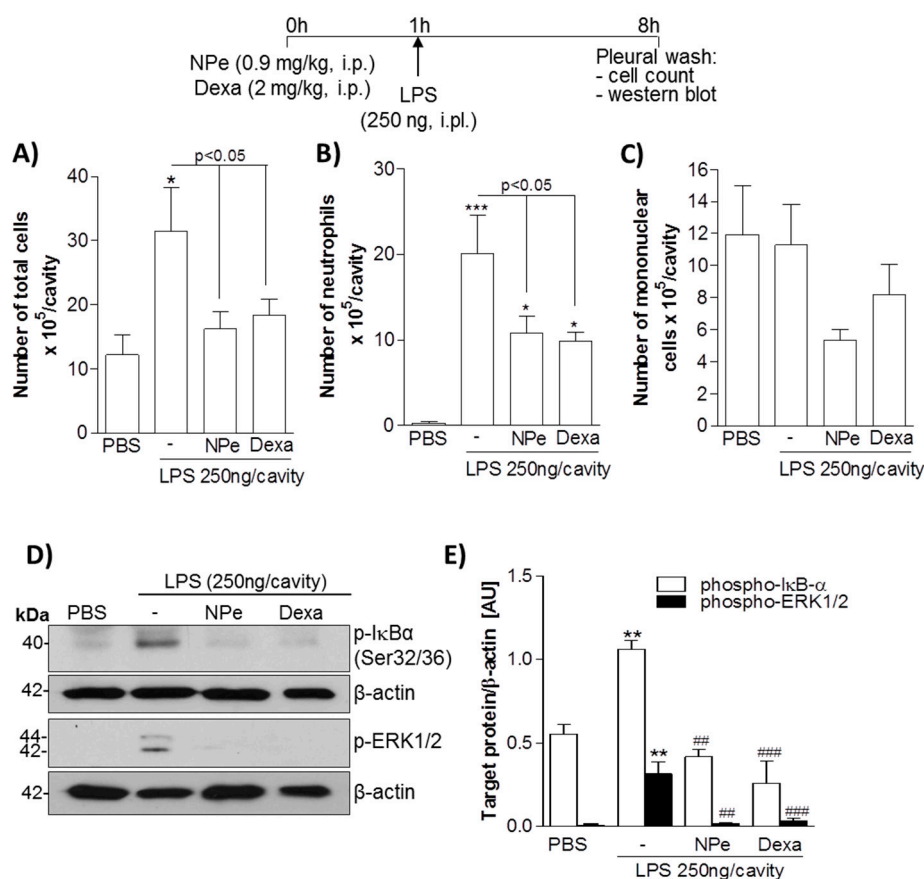 0h 1h 8h
NPe (0.9 mg/kg, i.p.)
Dexa (2 mg/kg, i.p.)
LPS
(250 ng, i.pl.)
Pleural wash:
- cell count
- western blot
A)
Number of total cells
x 10⁵/cavity
40
30
20
10
0
*
p<0.05
PBS - NPe Dexa
LPS 250ng/cavity
B)
Number of neutrophils
x 10⁵/cavity
30
20
10
0
***
p<0.05
*
*
PBS - NPe Dexa
LPS 250ng/cavity
C)
Number of mononuclear
cells x 10⁵/cavity
16
14
12
10
8
6
4
2
0
PBS - NPe Dexa
LPS 250ng/cavity
D)
LPS (250ng/cavity)
kDa PBS - NPe Dexa
40 p-IκBα
(Ser32/36)
42 β-actin
44
42 p-ERK1/2
42 β-actin
E)
Target protein/β-actin [AU]
1.5
1.0
0.5
0.0
phospho-IκB-α
phospho-ERK1/2
**
**
##
##
###
###
PBS - NPe Dexa
LPS 250ng/cavity